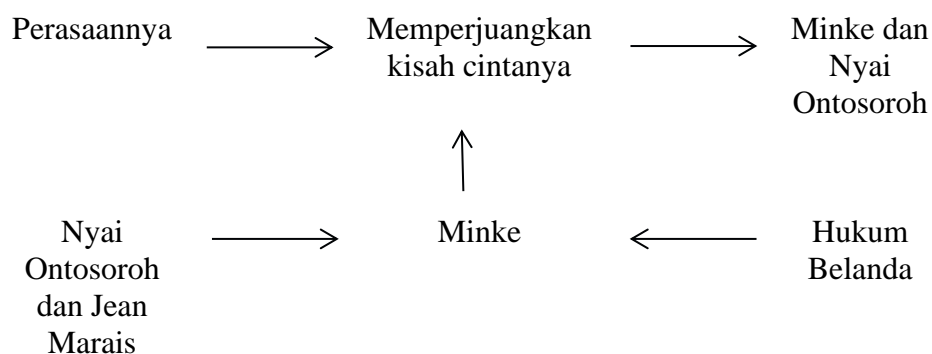 Perasaannya
Memperjuangkan
kisah cintanya
Minke dan
Nyai
Ontosoroh
Nyai
Ontosoroh
dan Jean
Marais
Minke
Hukum
Belanda